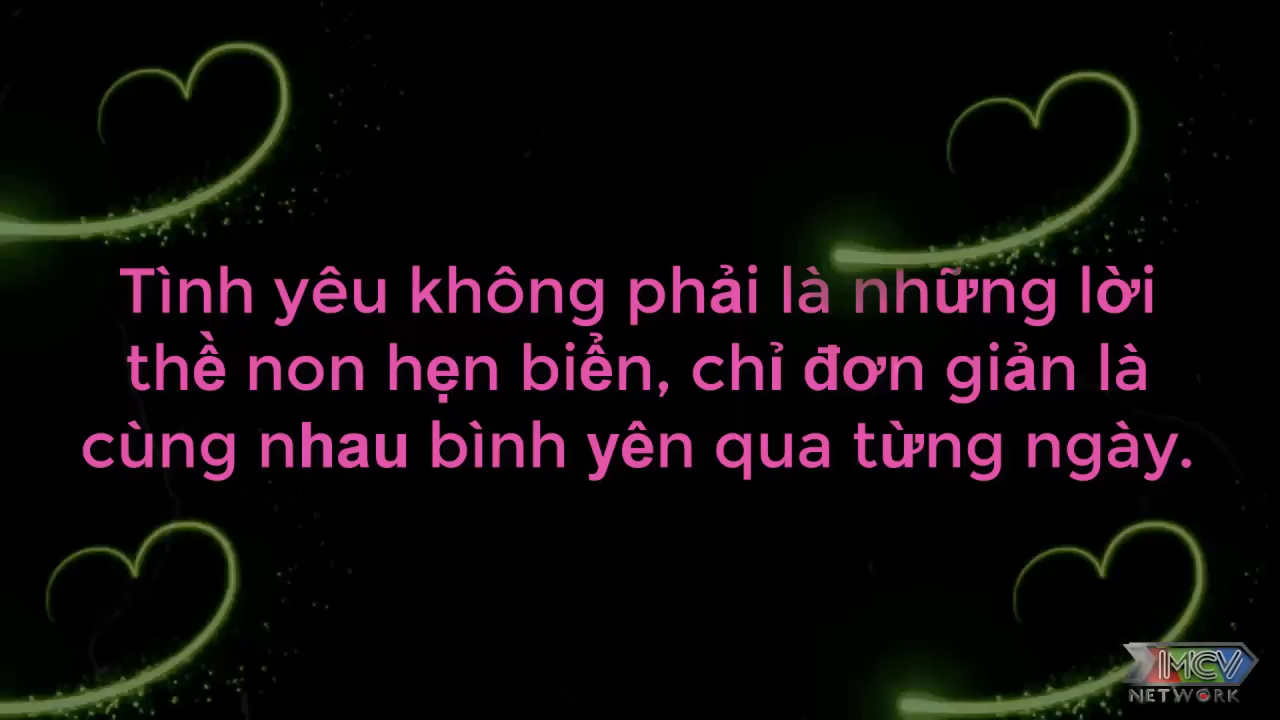 Tình yêu không phải là những lời
thề non hẹn biển, chỉ đơn giản là
cùng nhau bình yên qua từng ngày.
MCV
NETWORK